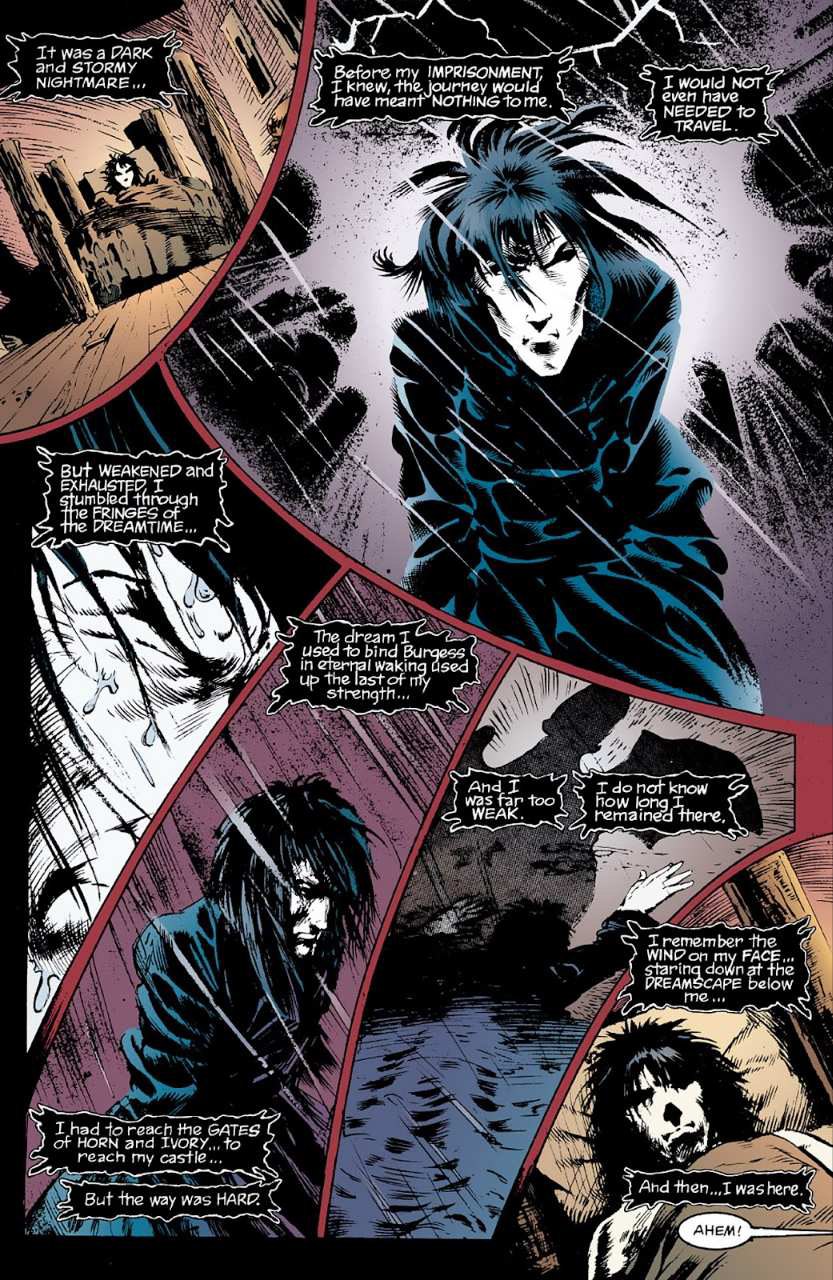 It was a DARK
and STORMY
NIGHTMARE...
Before my IMPRISONMENT,
I knew, the journey would
have meant NOTHING to me.
I would NOT
even have
NEEDED to
TRAVEL.
But WEAKENED and
EXHAUSTED, I
stumbled through
the FRINGES of
the DREAMTIME...
The dream I
used to bind Burgess
in eternal waking used
up the last of my
strength...
I had to reach the GATES
of HORN and IVORY... to
reach my castle...
But the way was HARD.
And I
was far too
WEAK.
I do not know
how long I
remained there.
I remember the
WIND on my FACE...
staring down at the
DREAMSCAPE below
me...
And then... I was here.
AHEM!